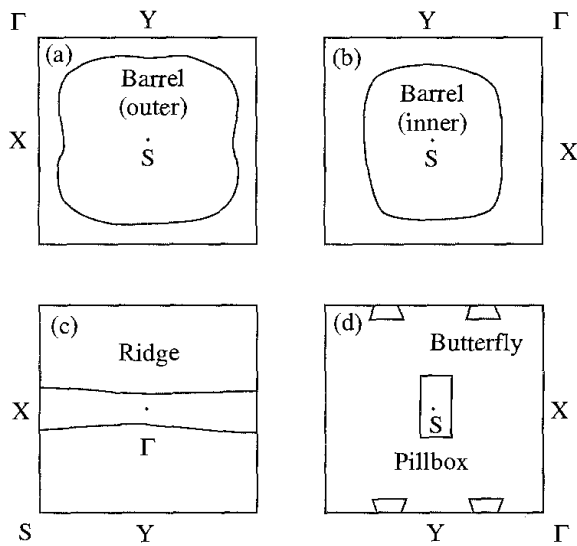 Γ Y Γ
(a) (b)
Barrel
(outer)
Barrel
(inner)
X S S X
(c) (d)
Ridge Butterfly
X X
Γ S
Pillbox
S Y Y Γ